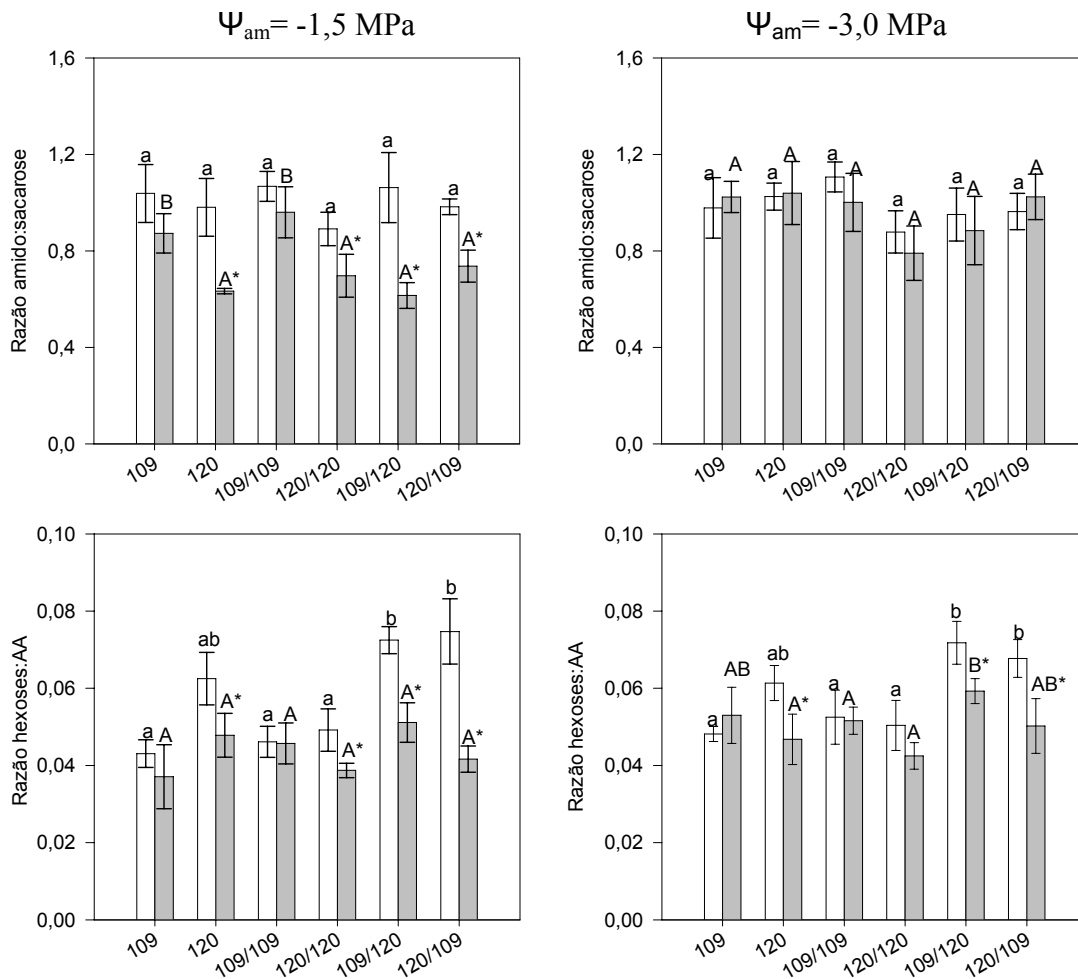 Ψam= -1,5 MPa
Ψam= -3,0 MPa
Razão amido:sacarose
1,6
1,2
0,8
0,4
0,0
a B a A* a B a A* a A* a A*
109 120 109/109 120/120 109/120 120/109
Razão amido:sacarose
1,6
1,2
0,8
0,4
0,0
a A a A a A a A a A a A
109 120 109/109 120/120 109/120 120/109
Razão hexoses:AA
0,10
0,08
0,06
0,04
0,02
0,00
a A ab A* a A a A* b A* b A*
109 120 109/109 120/120 109/120 120/109
Razão hexoses:AA
0,10
0,08
0,06
0,04
0,02
0,00
a AB ab A* a A a A b B* b AB*
109 120 109/109 120/120 109/120 120/109